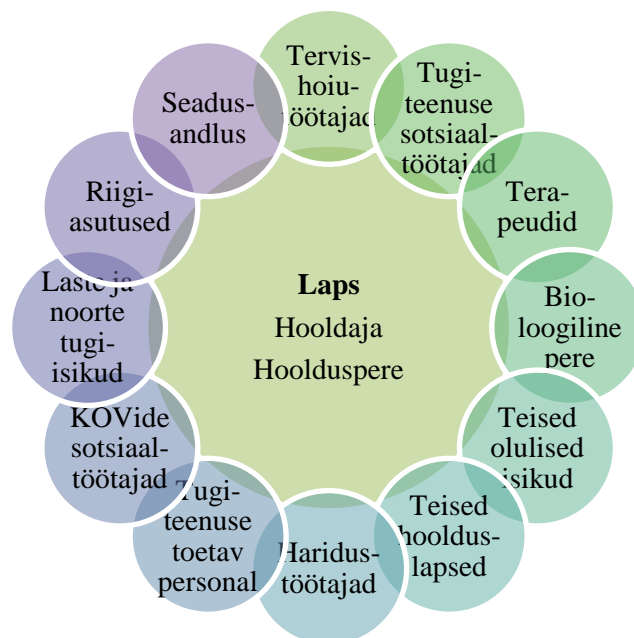 Tervis-
hoiu-
töötajad
Tugi-
teenuse
sotsiaal-
töötajad
Tera-
peudid
Bio-
loogiline
pere
Teised
olulised
isikud
Teised
hooldus-
lapsed
Haridus-
töötajad
Tugi-
teenuse
toetav
personal
KOVide
sotsiaal-
töötajad
Laste ja
noorte
tugi-
isikud
Riigi-
asutused
Seadus-
andlus
Laps
Hooldaja
Hoolduspere